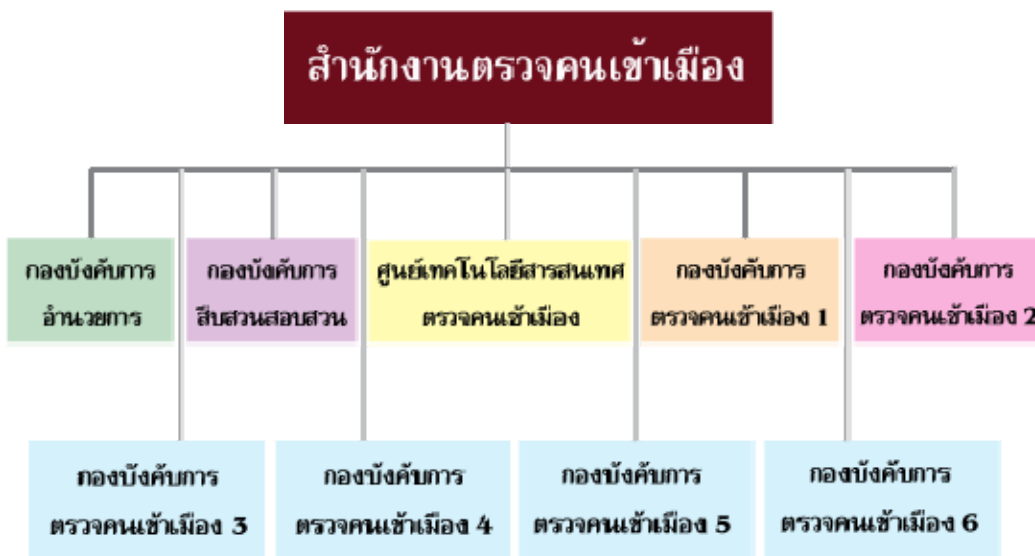 สำนักงานตรวจคนเข้าเมือง
กองบังคับการ
อำนวยการ
กองบังคับการ
สืบสวนสอบสวน
ศูนย์เทคโนโลยีสารสนเทศ
ตรวจคนเข้าเมือง
กองบังคับการ
ตรวจคนเข้าเมือง 1
กองบังคับการ
ตรวจคนเข้าเมือง 2
กองบังคับการ
ตรวจคนเข้าเมือง 3
กองบังคับการ
ตรวจคนเข้าเมือง 4
กองบังคับการ
ตรวจคนเข้าเมือง 5
กองบังคับการ
ตรวจคนเข้าเมือง 6